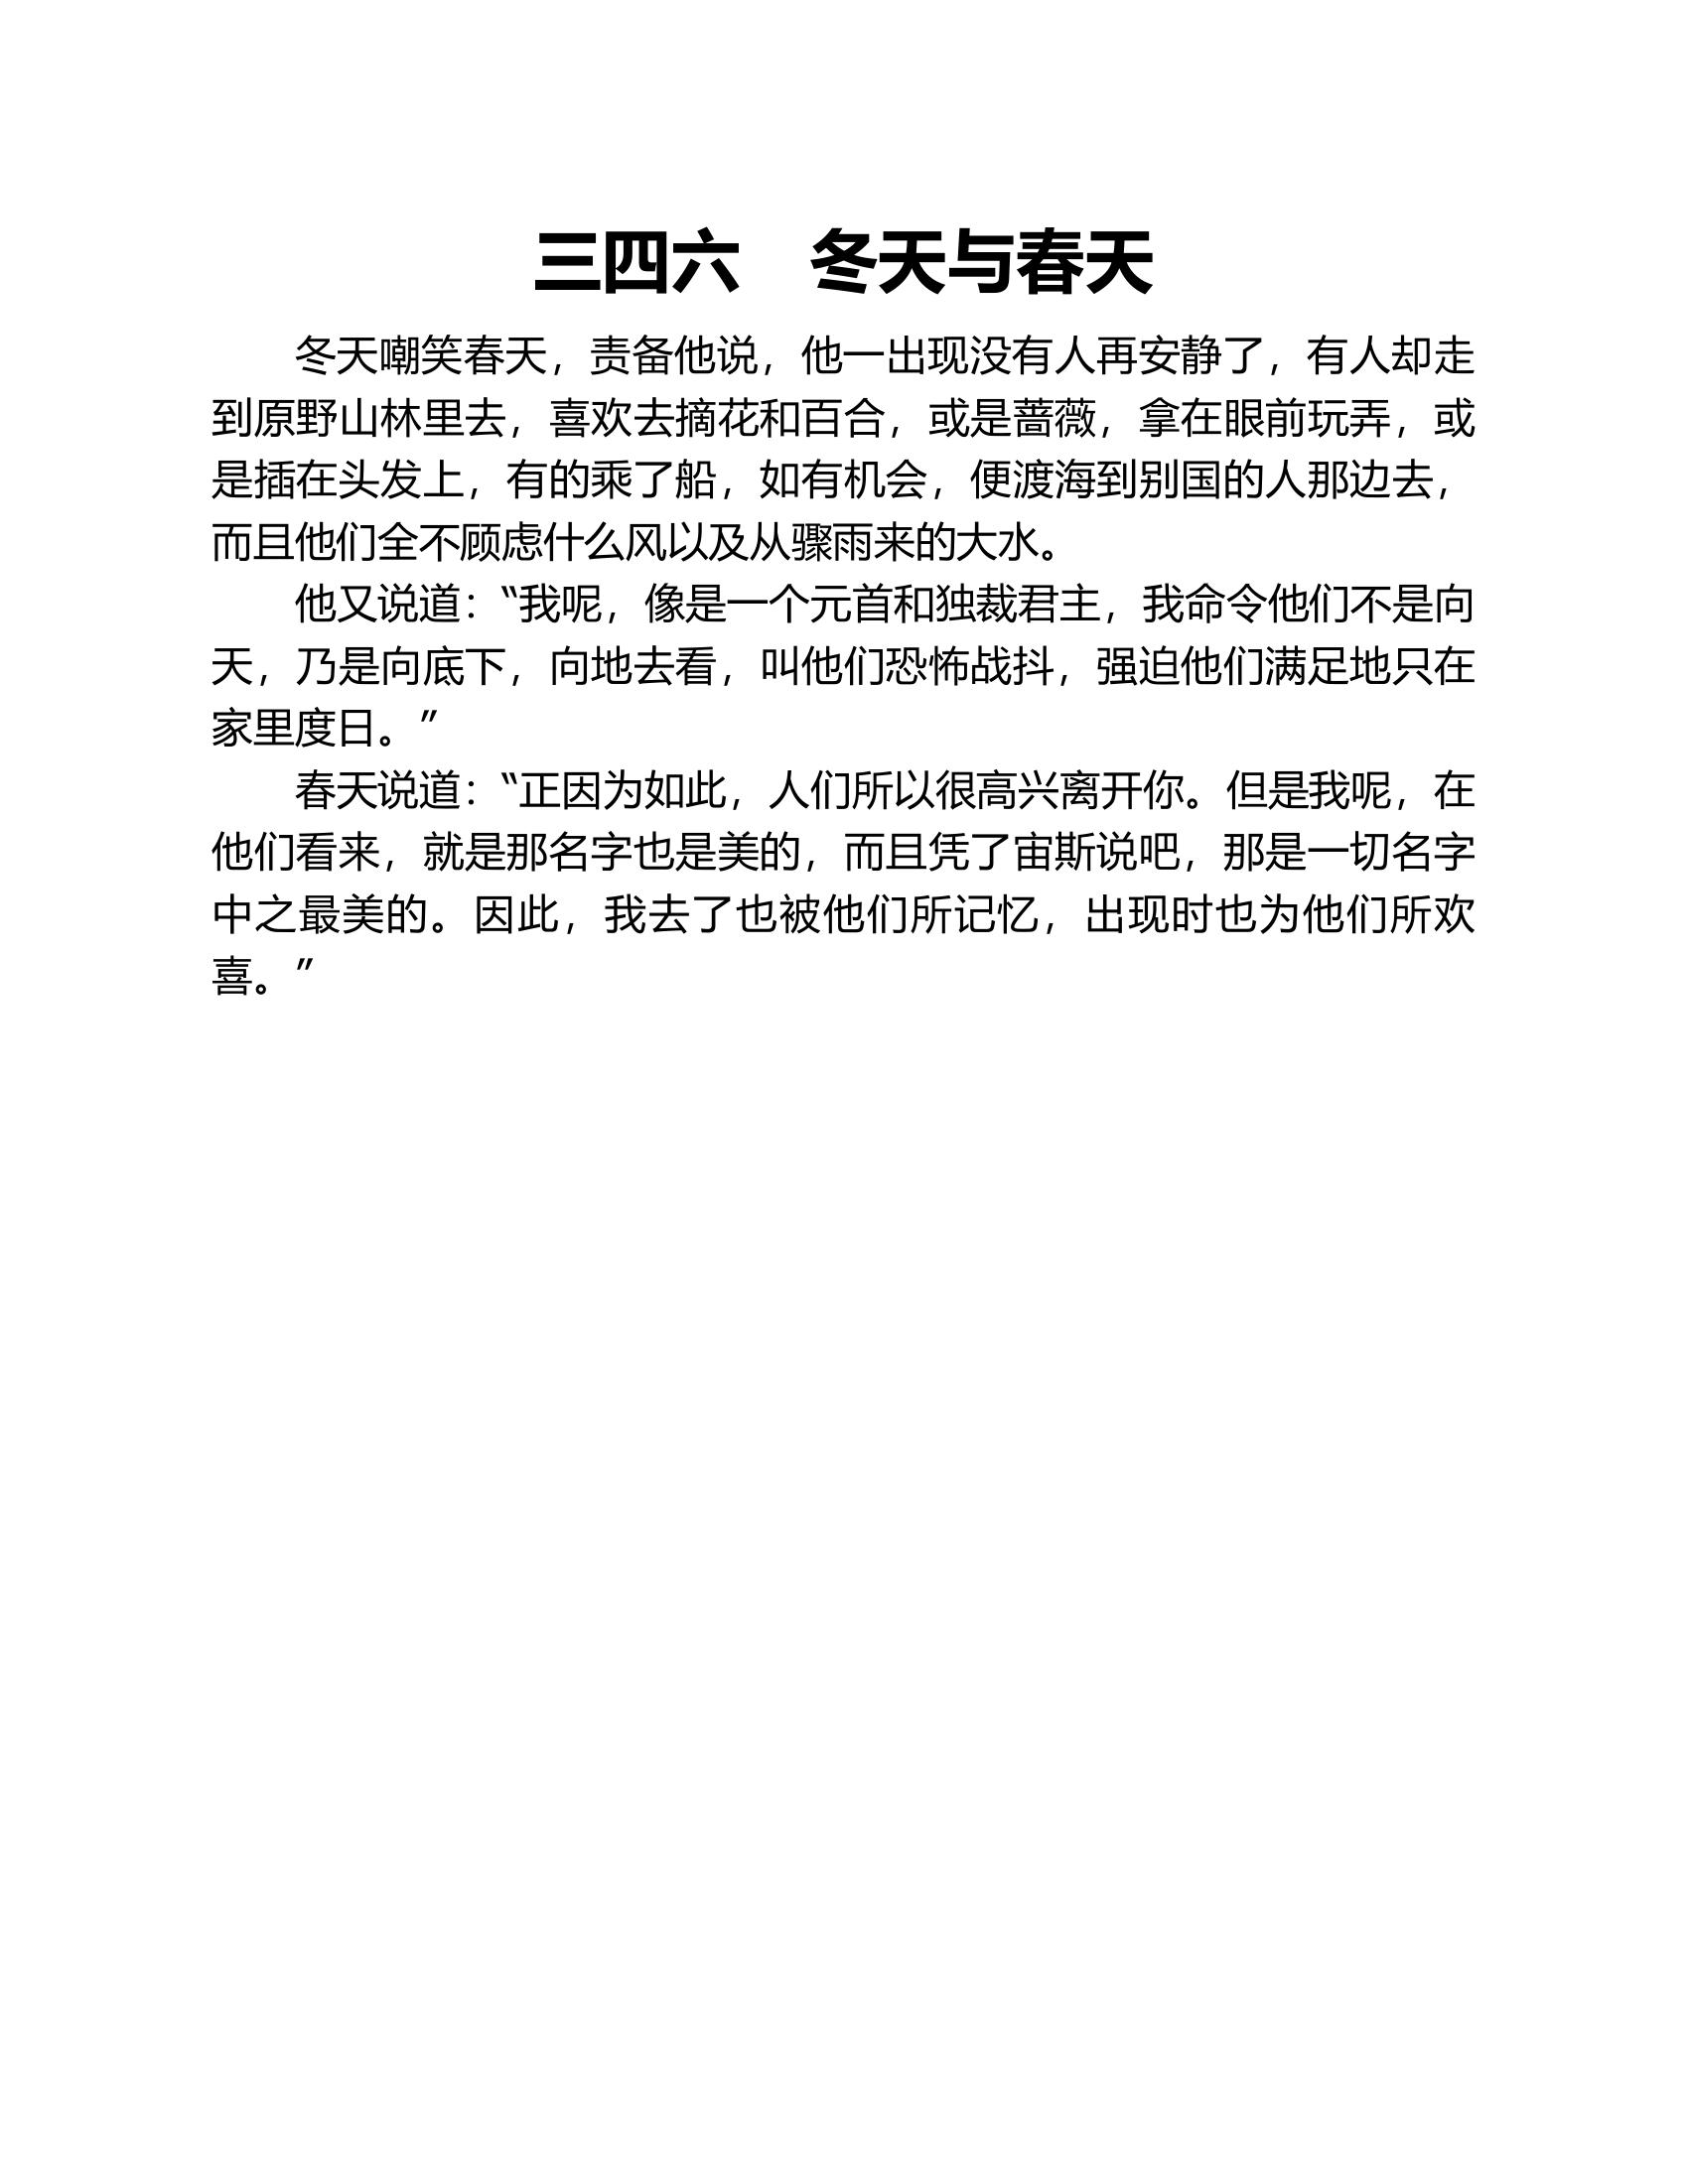 三四六　冬天与春天
冬天嘲笑春天，责备他说，他一出现没有人再安静了，有人却走
到原野山林里去，喜欢去摘花和百合，或是蔷薇，拿在眼前玩弄，或
是插在头发上，有的乘了船，如有机会，便渡海到别国的人那边去，
而且他们全不顾虑什么风以及从骤雨来的大水。
他又说道：“我呢，像是一个元首和独裁君主，我命令他们不是向
天，乃是向底下，向地去看，叫他们恐怖战抖，强迫他们满足地只在
家里度日。”
春天说道：“正因为如此，人们所以很高兴离开你。但是我呢，在
他们看来，就是那名字也是美的，而且凭了宙斯说吧，那是一切名字
中之最美的。因此，我去了也被他们所记忆，出现时也为他们所欢
喜。”